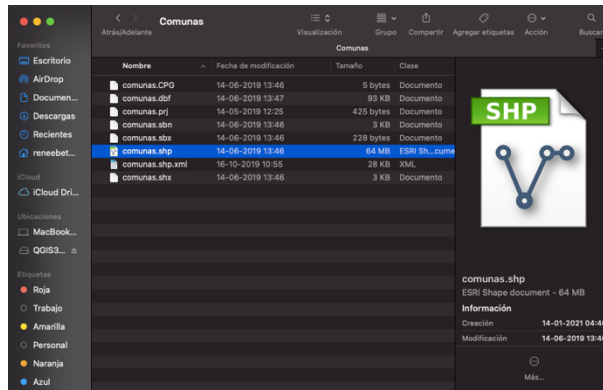 Comunas
Atrás/Adelante
Visualización
Grupo
Compartir
Agregar etiquetas
Acción
Buscar
Comunas
Favoritos
Escritorio
AirDrop
Documen...
Descargas
Recientes
reneebet...
iCloud
iCloud Dri...
Ubicaciones
MacBook...
QGIS3...
Etiquetas
Roja
Trabajo
Amarilla
Personal
Naranja
Azul
Nombre Fecha de modificación Tamaño Clase
comunas.CPG 14-06-2019 13:46 5 bytes Documento
comunas.dbf 14-06-2019 13:47 93 KB Documento
comunas.prj 14-05-2019 12:25 425 bytes Documento
comunas.sbn 14-06-2019 13:46 3 KB Documento
comunas.sbx 14-06-2019 13:46 228 bytes Documento
comunas.shp 14-06-2019 13:46 64 MB ESRI Sh...cume
comunas.shp.xml 16-10-2019 10:55 28 KB XML
comunas.shx 14-06-2019 13:46 3 KB Documento
SHP
comunas.shp
ESRI Shape document - 64 MB
Información
Creación 14-01-2021 04:4
Modificación 14-06-2019 13:4
Más...